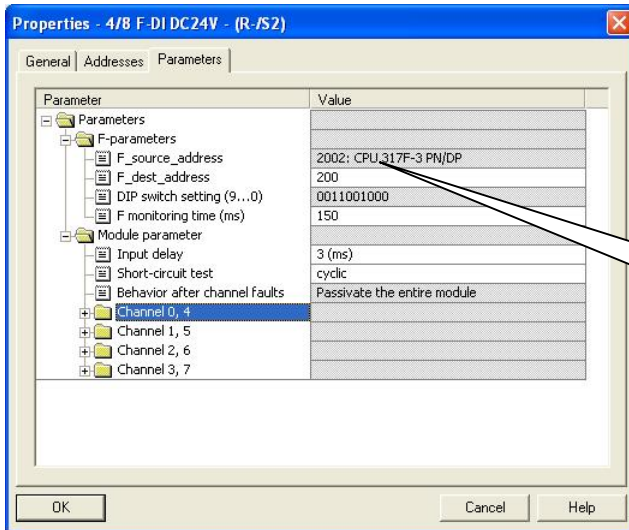 Properties - 4/8 F-DI DC24V - (R-/S2)
General Addresses Parameters
Parameter Value
Parameters
F-parameters
F_source_address 2002: CPU 317F-3 PN/DP
F_dest_address 200
DIP switch setting (9...0) 0011001000
F monitoring time (ms) 150
Module parameter
Input delay 3 (ms)
Short-circuit test cyclic
Behavior after channel faults Passivate the entire module
Channel 0, 4
Channel 1, 5
Channel 2, 6
Channel 3, 7
OK Cancel Help